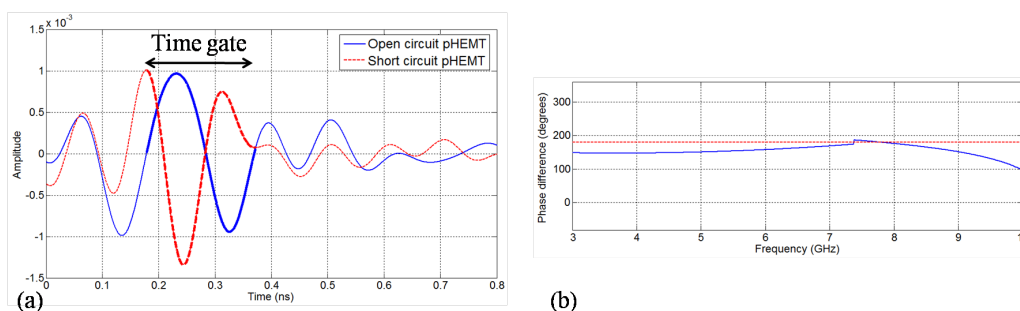 1.5 x 10⁻³
Time gate
Open circuit pHEMT
Short circuit pHEMT
1
0.5
0
-0.5
-1
-1.5
Amplitude
0 0.1 0.2 0.3 0.4 0.5 0.6 0.7 0.8
Time (ns)
(a)
300
200
100
0
Phase difference (degrees)
3 4 5 6 7 8 9 1
Frequency (GHz)
(b)